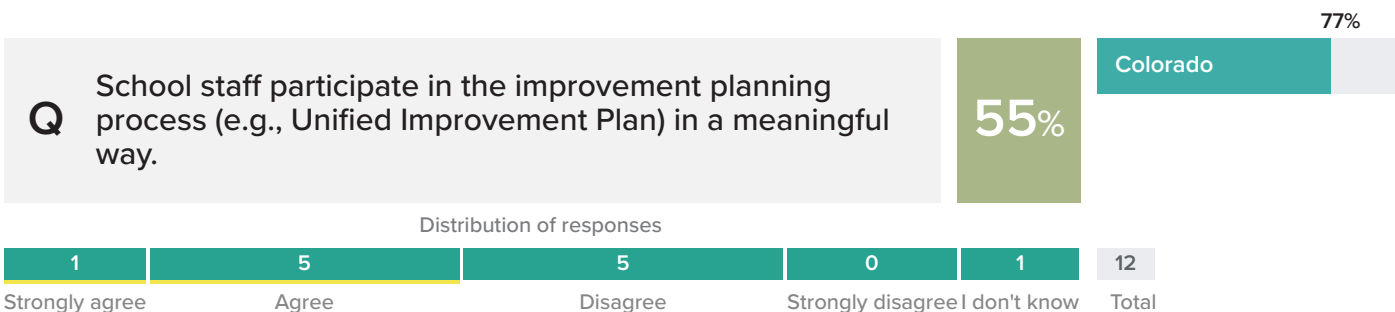 77%
Q
School staff participate in the improvement planning
process (e.g., Unified Improvement Plan) in a meaningful
way.
55%
Colorado
Distribution of responses
1 5 5 0 1 12
Strongly agree Agree Disagree Strongly disagree I don't know Total